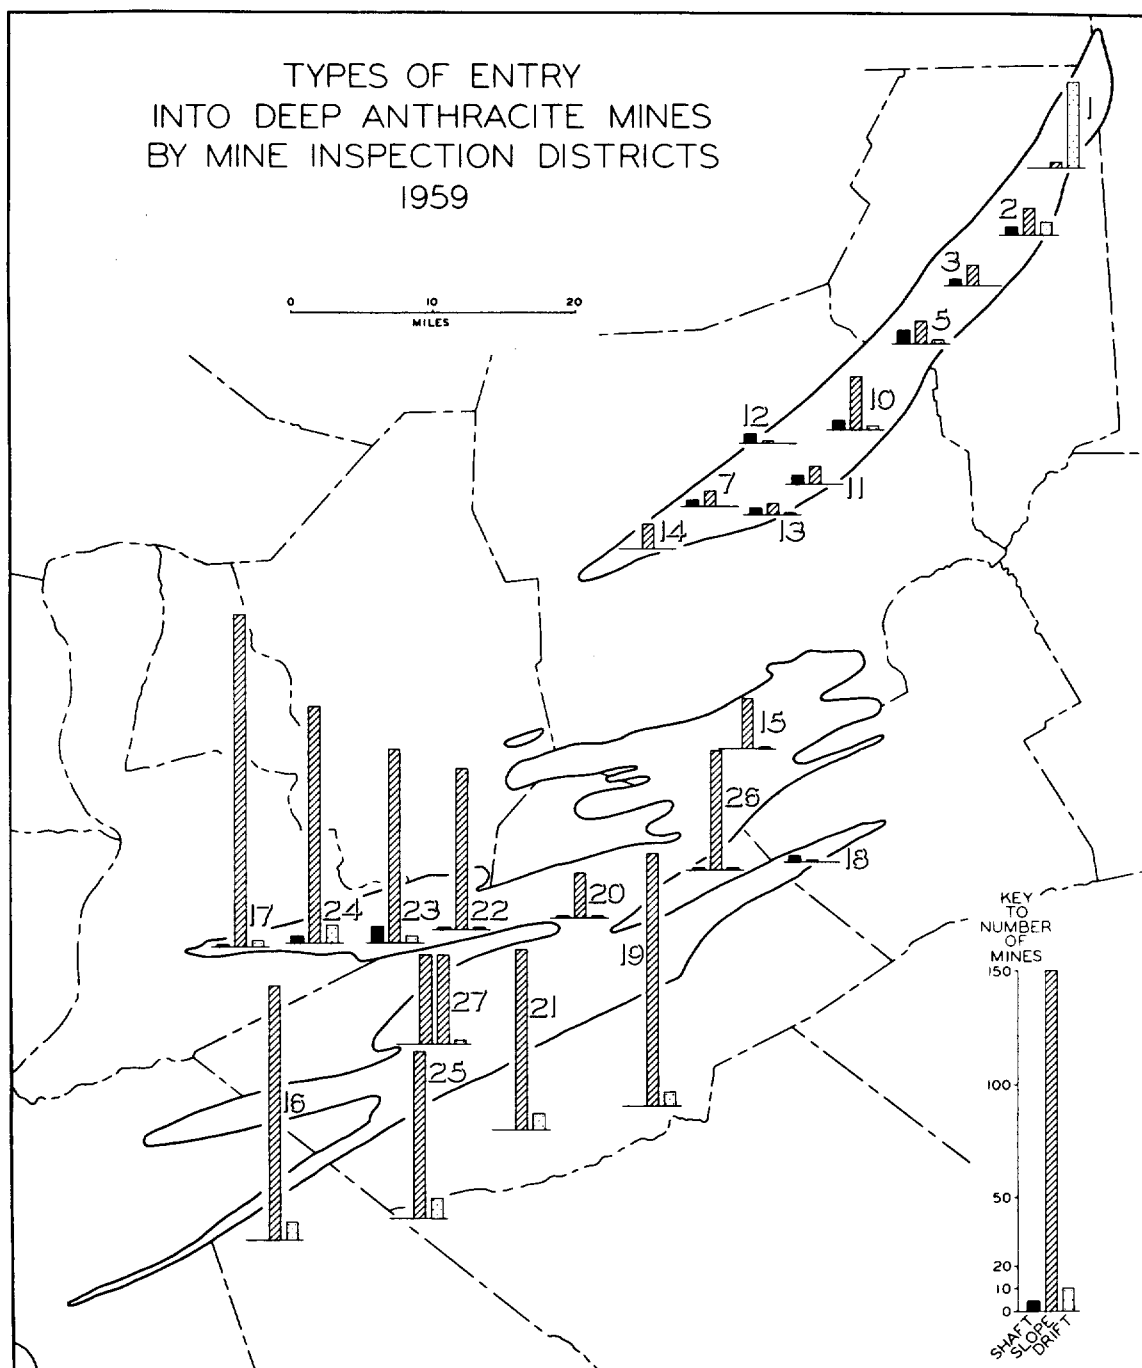 TYPES OF ENTRY
INTO DEEP ANTHRACITE MINES
BY MINE INSPECTION DISTRICTS
1959
0 10 20
MILES
1
2
3
5
10
12
11
7
13
14
15
26
18
20
17
24
23
22
19
27
21
25
16
KEY
TO
NUMBER
OF
MINES
150
100
50
20
10
0
SHAFT
SLOPE
DRIFT